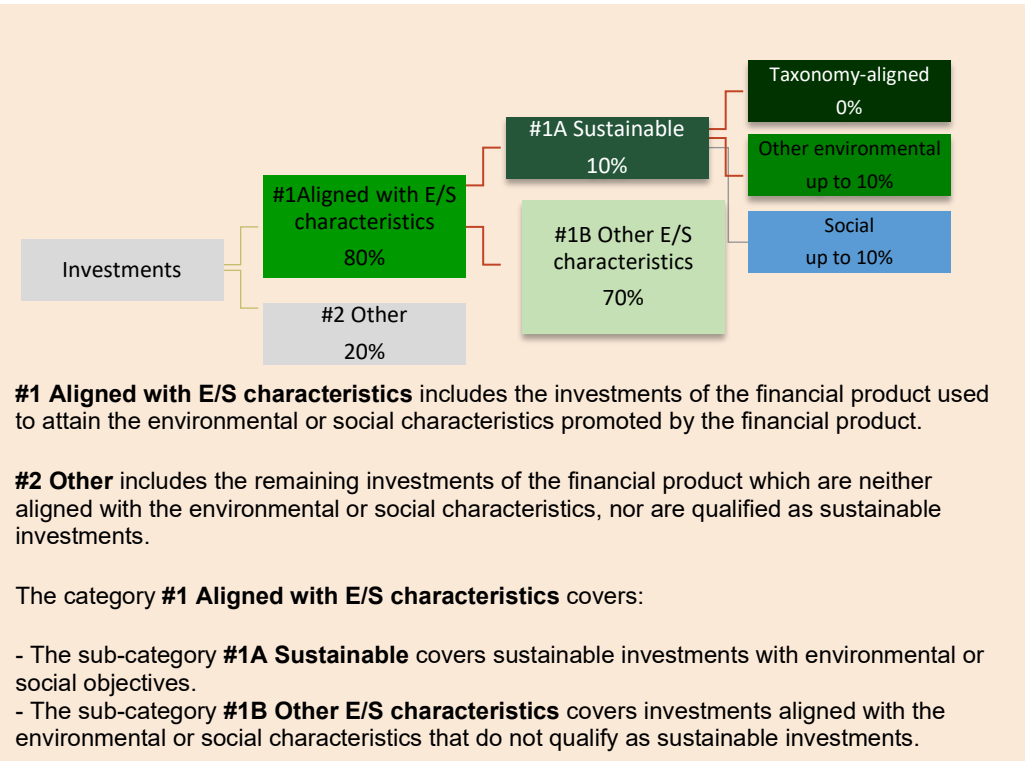 Taxonomy-aligned
0%
#1A Sustainable
10%
Other environmental
up to 10%
#1Aligned with E/S
characteristics
80%
#1B Other E/S
characteristics
70%
Social
up to 10%
Investments
#2 Other
20%
#1 Aligned with E/S characteristics includes the investments of the financial product used
to attain the environmental or social characteristics promoted by the financial product.
#2 Other includes the remaining investments of the financial product which are neither
aligned with the environmental or social characteristics, nor are qualified as sustainable
investments.
The category #1 Aligned with E/S characteristics covers:
- The sub-category #1A Sustainable covers sustainable investments with environmental or
social objectives.
- The sub-category #1B Other E/S characteristics covers investments aligned with the
environmental or social characteristics that do not qualify as sustainable investments.